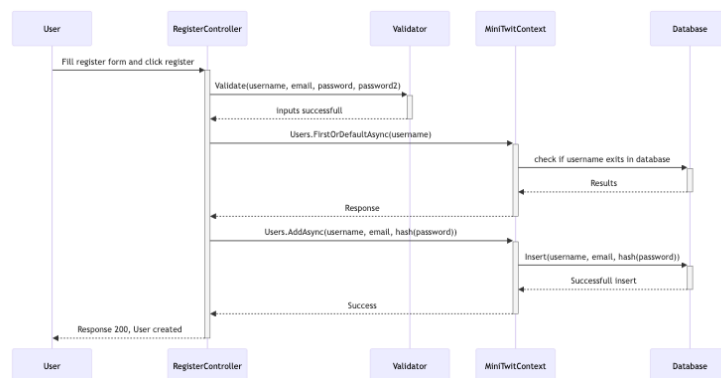 User RegisterController Validator MiniTwitContext Database
Fill register form and click register
Validate(username, email, password, password2)
Inputs successfull
Users.FirstOrDefaultAsync(username)
check if username exits in database
Results
Response
Users.AddAsync(username, email, hash(password))
Insert(username, email, hash(password))
Successfull insert
Success
Response 200, User created
User RegisterController Validator MiniTwitContext Database